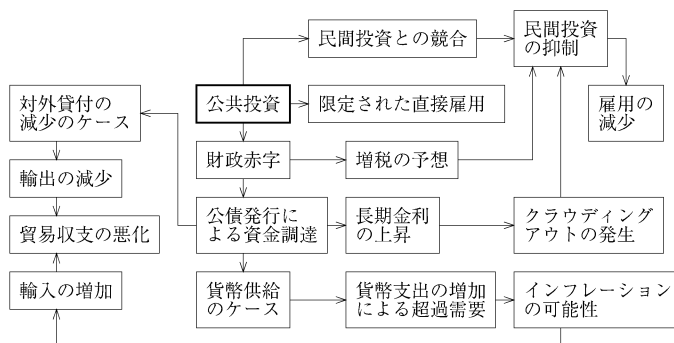 民間投資との競合
民間投資
の抑制
公共投資
限定された直接雇用
雇用の
減少
対外貸付の
減少のケース
財政赤字
増税の予想
輸出の減少
公債発行に
よる資金調達
長期金利
の上昇
クラウディング
アウトの発生
貿易収支の悪化
輸入の増加
貨幣供給
のケース
貨幣支出の増加
による超過需要
インフレーション
の可能性